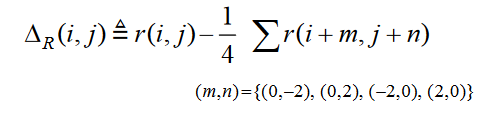 Δ_R(i, j) ≜ r(i, j) − 1/4 ∑ r(i + m, j + n)
(m,n)={(0,−2), (0,2), (−2,0), (2,0)}